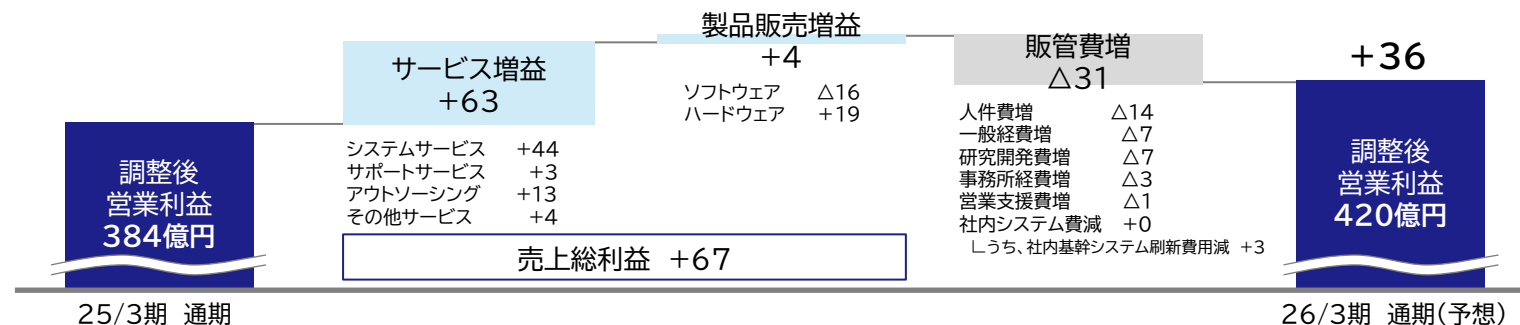 サービス増益
+63
システムサービス +44
サポートサービス +3
アウトソーシング +13
その他サービス +4
製品販売増益
+4
ソフトウェア △16
ハードウェア +19
売上総利益 +67
販管費増
△31
人件費増 △14
一般経費増 △7
研究開発費増 △7
事務所経費増 △3
営業支援費増 △1
社内システム費減 +0
∟うち、社内基幹システム刷新費用減 +3
+36
調整後
営業利益
384億円
調整後
営業利益
420億円
25/3期 通期
26/3期 通期(予想)